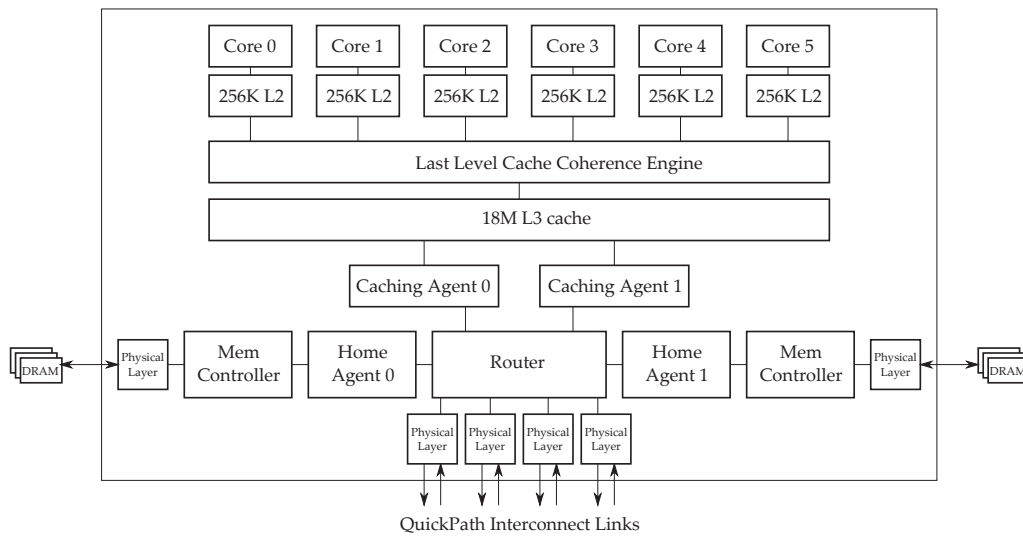 Core 0
Core 1
Core 2
Core 3
Core 4
Core 5
256K L2
256K L2
256K L2
256K L2
256K L2
256K L2
Last Level Cache Coherence Engine
18M L3 cache
Caching Agent 0
Caching Agent 1
DRAM
Physical
Layer
Mem
Controller
Home
Agent 0
Router
Home
Agent 1
Mem
Controller
Physical
Layer
DRAM
Physical
Layer
Physical
Layer
Physical
Layer
Physical
Layer
QuickPath Interconnect Links